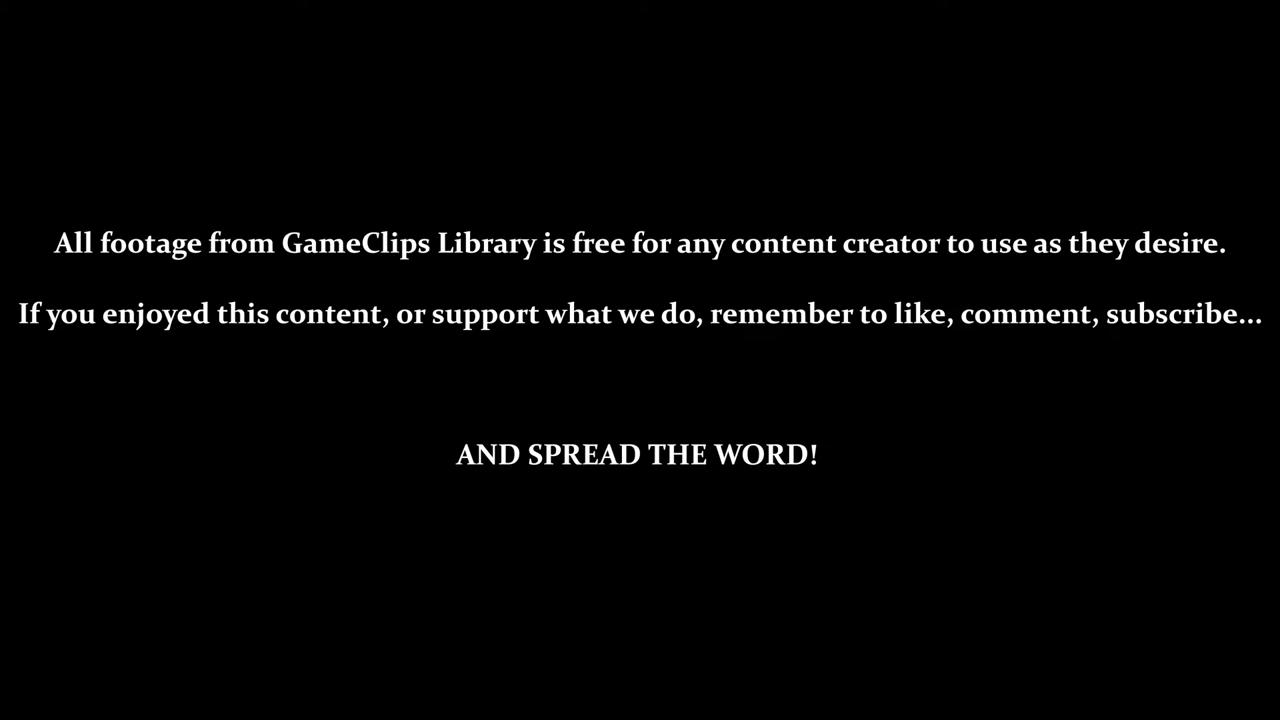 All footage from GameClips Library is free for any content creator to use as they desire.
If you enjoyed this content, or support what we do, remember to like, comment, subscribe...
AND SPREAD THE WORD!